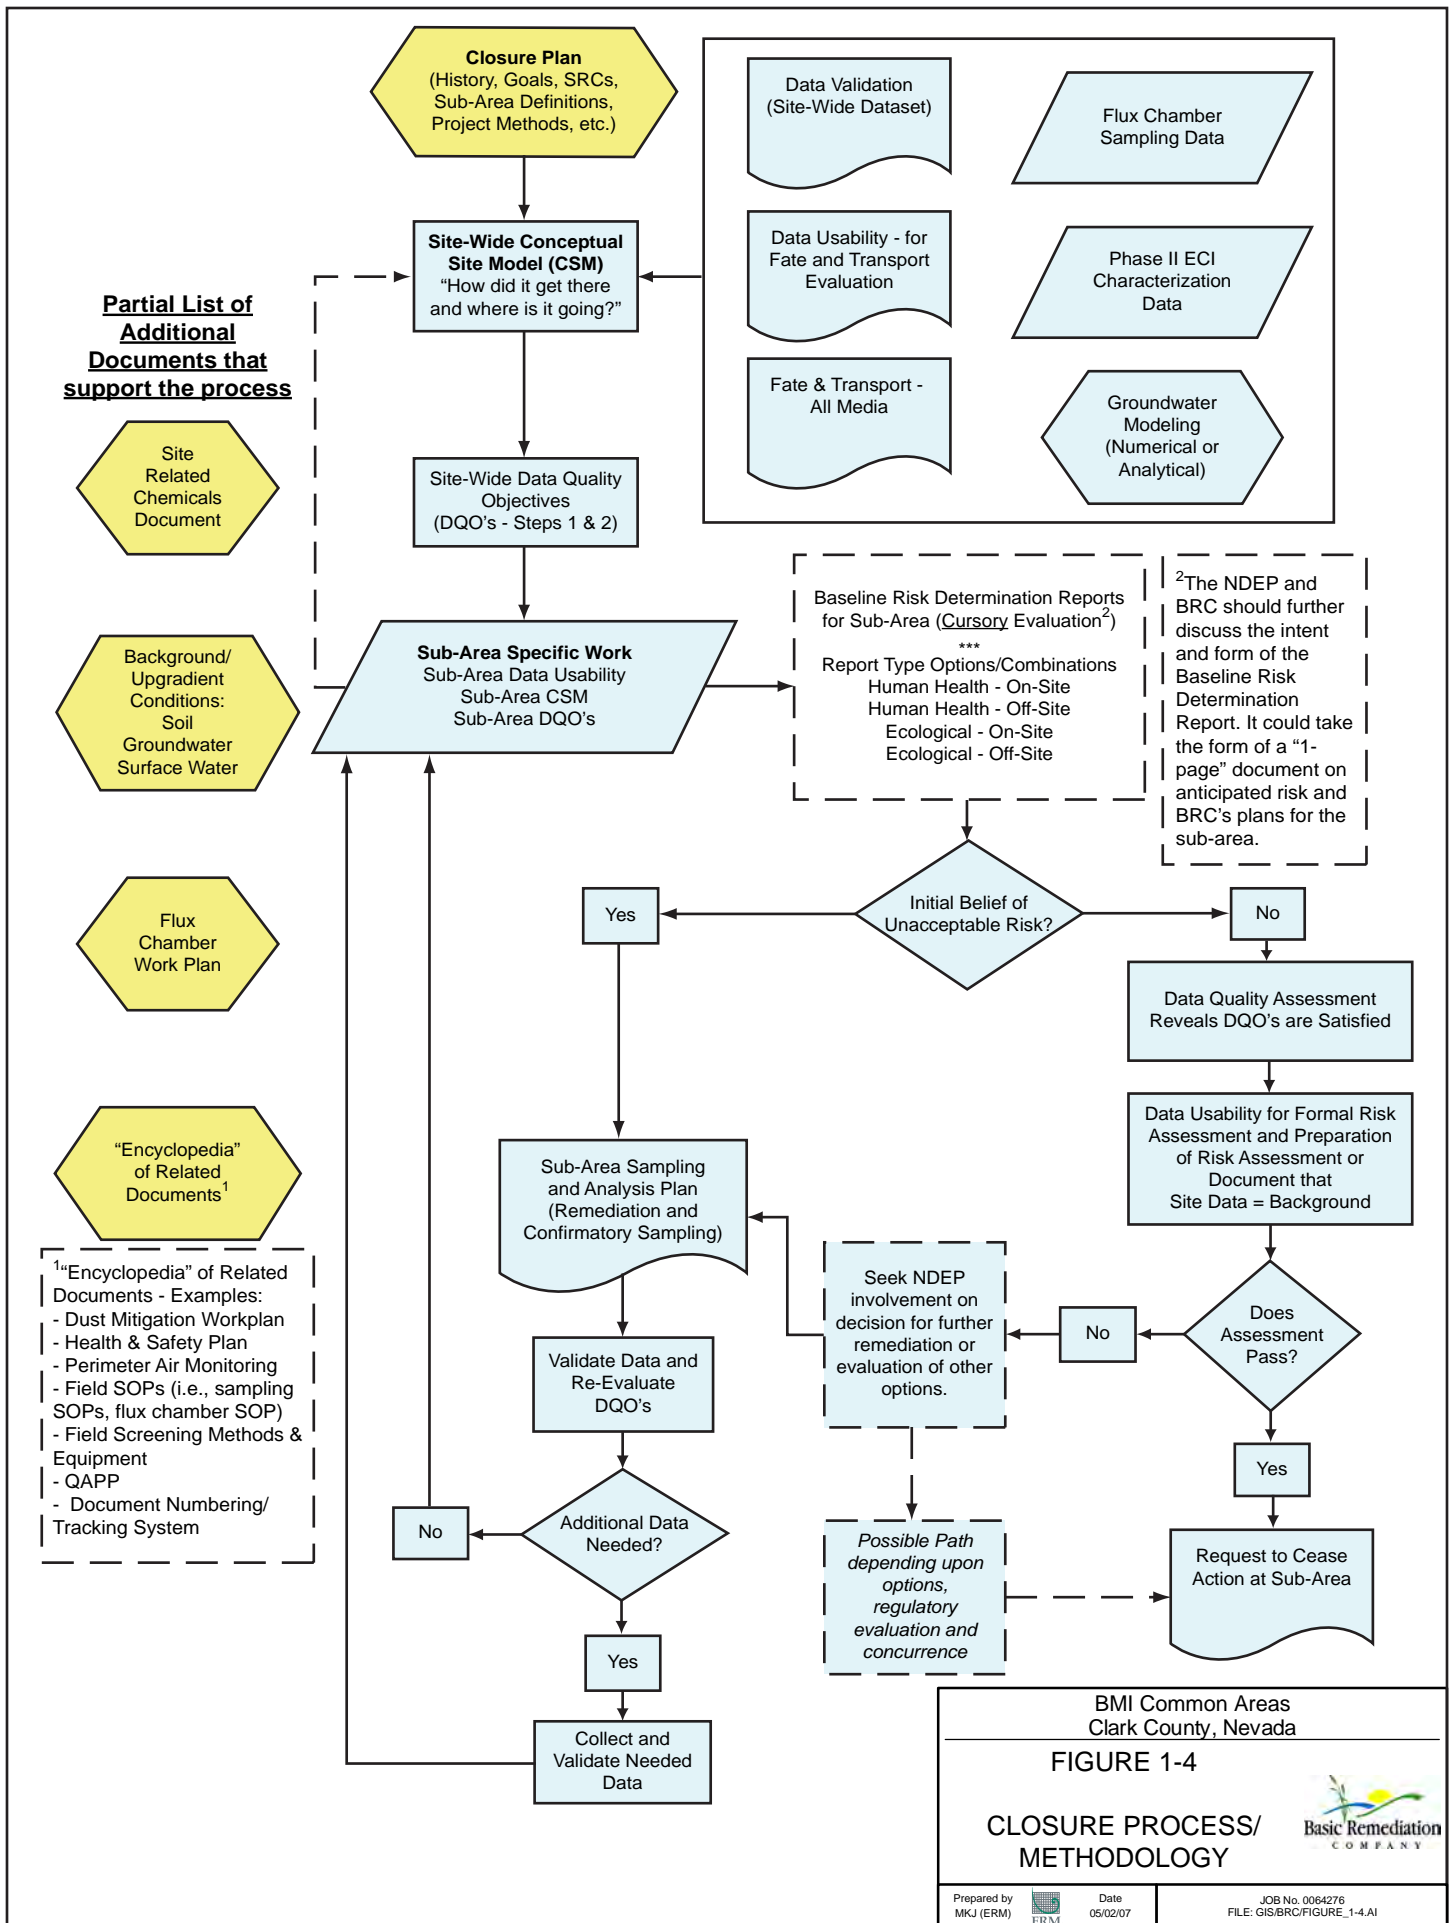 Closure Plan
(History, Goals, SRCs,
Sub-Area Definitions,
Project Methods, etc.)
Data Validation
(Site-Wide Dataset)
Flux Chamber
Sampling Data
Site-Wide Conceptual
Site Model (CSM)
“How did it get there
and where is it going?”
Data Usability - for
Fate and Transport
Evaluation
Phase II ECI
Characterization
Data
Fate & Transport -
All Media
Groundwater
Modeling
(Numerical or
Analytical)
Partial List of
Additional
Documents that
support the process
Site
Related
Chemicals
Document
Site-Wide Data Quality
Objectives
(DQO's - Steps 1 & 2)
Background/
Upgradient
Conditions:
Soil
Groundwater
Surface Water
Sub-Area Specific Work
Sub-Area Data Usability
Sub-Area CSM
Sub-Area DQO's
Baseline Risk Determination Reports
for Sub-Area (Cursory Evaluation2)
***
Report Type Options/Combinations
Human Health - On-Site
Human Health - Off-Site
Ecological - On-Site
Ecological - Off-Site
2The NDEP and
BRC should further
discuss the intent
and form of the
Baseline Risk
Determination
Report. It could take
the form of a “1-
page” document on
anticipated risk and
BRC's plans for the
sub-area.
Flux
Chamber
Work Plan
Yes
Initial Belief of
Unacceptable Risk?
No
Data Quality Assessment
Reveals DQO's are Satisfied
Data Usability for Formal Risk
Assessment and Preparation
of Risk Assessment or
Document that
Site Data = Background
“Encyclopedia”
of Related
Documents1
Sub-Area Sampling
and Analysis Plan
(Remediation and
Confirmatory Sampling)
1“Encyclopedia” of Related
Documents - Examples:
- Dust Mitigation Workplan
- Health & Safety Plan
- Perimeter Air Monitoring
- Field SOPs (i.e., sampling
SOPs, flux chamber SOP)
- Field Screening Methods &
Equipment
- QAPP
- Document Numbering/
Tracking System
Seek NDEP
involvement on
decision for further
remediation or
evaluation of other
options.
No
Does
Assessment
Pass?
Validate Data and
Re-Evaluate
DQO's
Yes
No
Additional Data
Needed?
Possible Path
depending upon
options,
regulatory
evaluation and
concurrence
Request to Cease
Action at Sub-Area
Yes
Collect and
Validate Needed
Data
BMI Common Areas
Clark County, Nevada
FIGURE 1-4
CLOSURE PROCESS/
METHODOLOGY
Basic Remediation
COMPANY
Prepared by
MKJ (ERM)
ERM
Date
05/02/07
JOB No. 0064276
FILE: GIS/BRC/FIGURE_1-4.AI